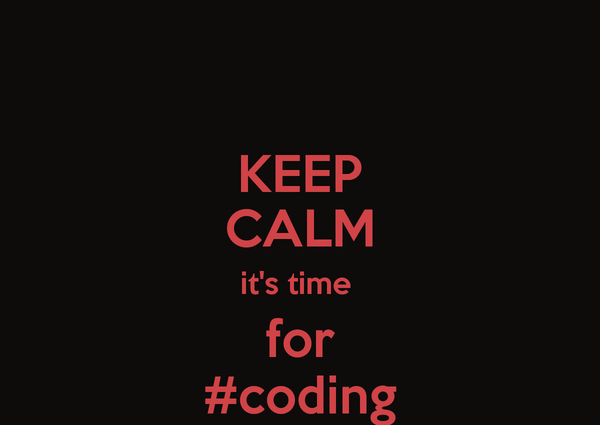 KEEP
CALM
it's time
for
#coding